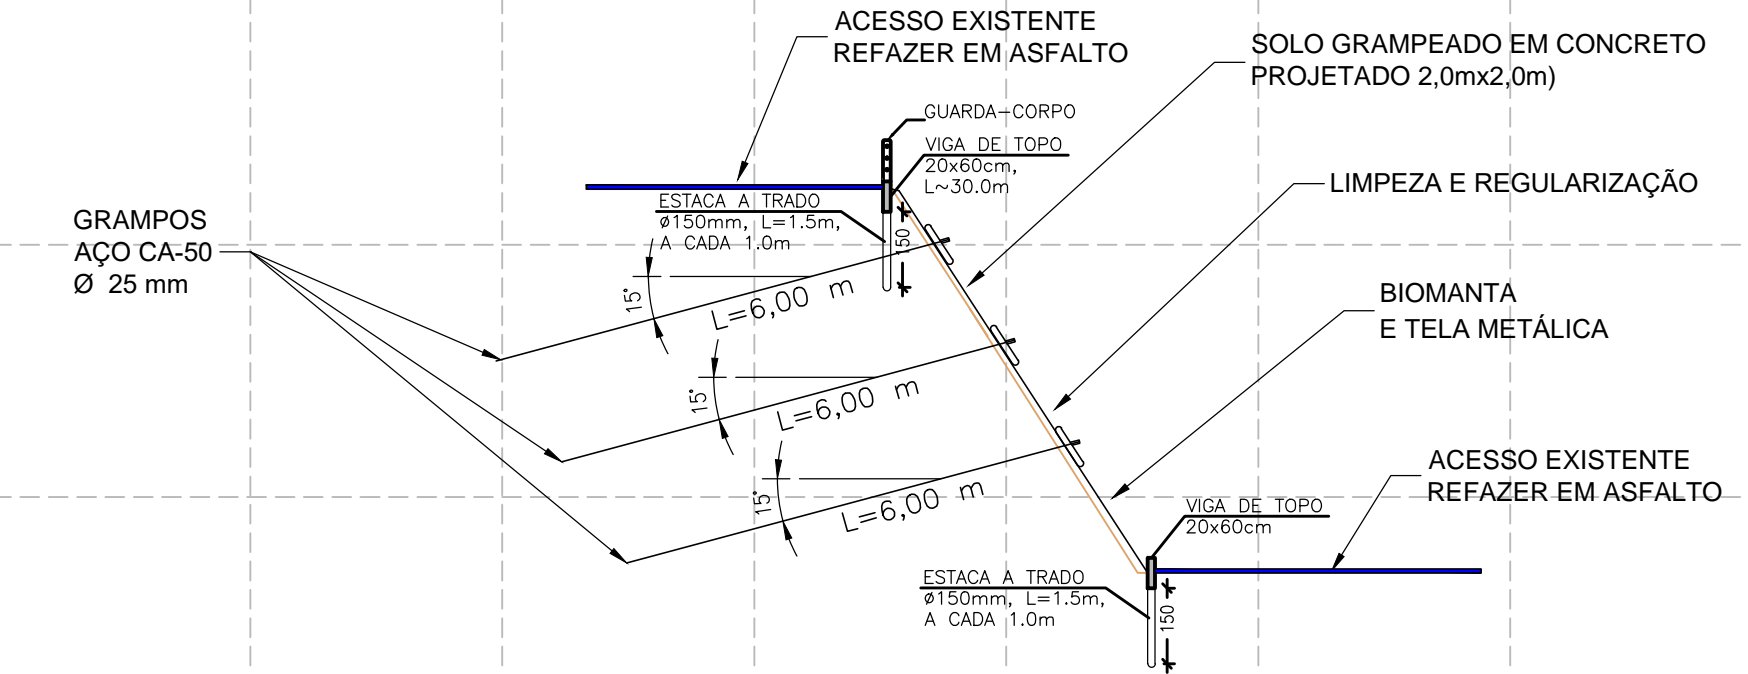 ACESSO EXISTENTE
REFAZER EM ASFALTO
SOLO GRAMPEADO EM CONCRETO
PROJETADO 2,0mx2,0m)
GUARDA-CORPO
VIGA DE TOPO
20x60cm,
L~30.0m
LIMPEZA E REGULARIZAÇÃO
ESTACA A TRADO
ø150mm, L=1.5m,
A CADA 1.0m
150
GRAMPOS
AÇO CA-50
Ø 25 mm
15°
L=6,00 m
BIOMANTA
E TELA METÁLICA
15°
L=6,00 m
ACESSO EXISTENTE
REFAZER EM ASFALTO
15°
L=6,00 m
VIGA DE TOPO
20x60cm
ESTACA A TRADO
ø150mm, L=1.5m,
A CADA 1.0m
150